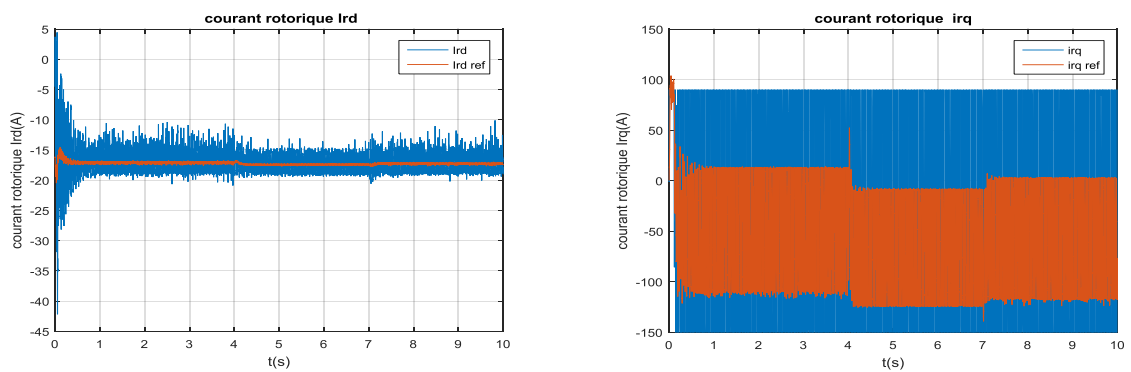 courant rotorique Ird
courant rotorique Ird(A)
5
0
-5
-10
-15
-20
-25
-30
-35
-40
-45
Ird
Ird ref
0 1 2 3 4 5 6 7 8 9 10
t(s)
courant rotorique irq
courant rotorique Irq(A)
150
100
50
0
-50
-100
-150
irq
irq ref
0 1 2 3 4 5 6 7 8 9 10
t(s)